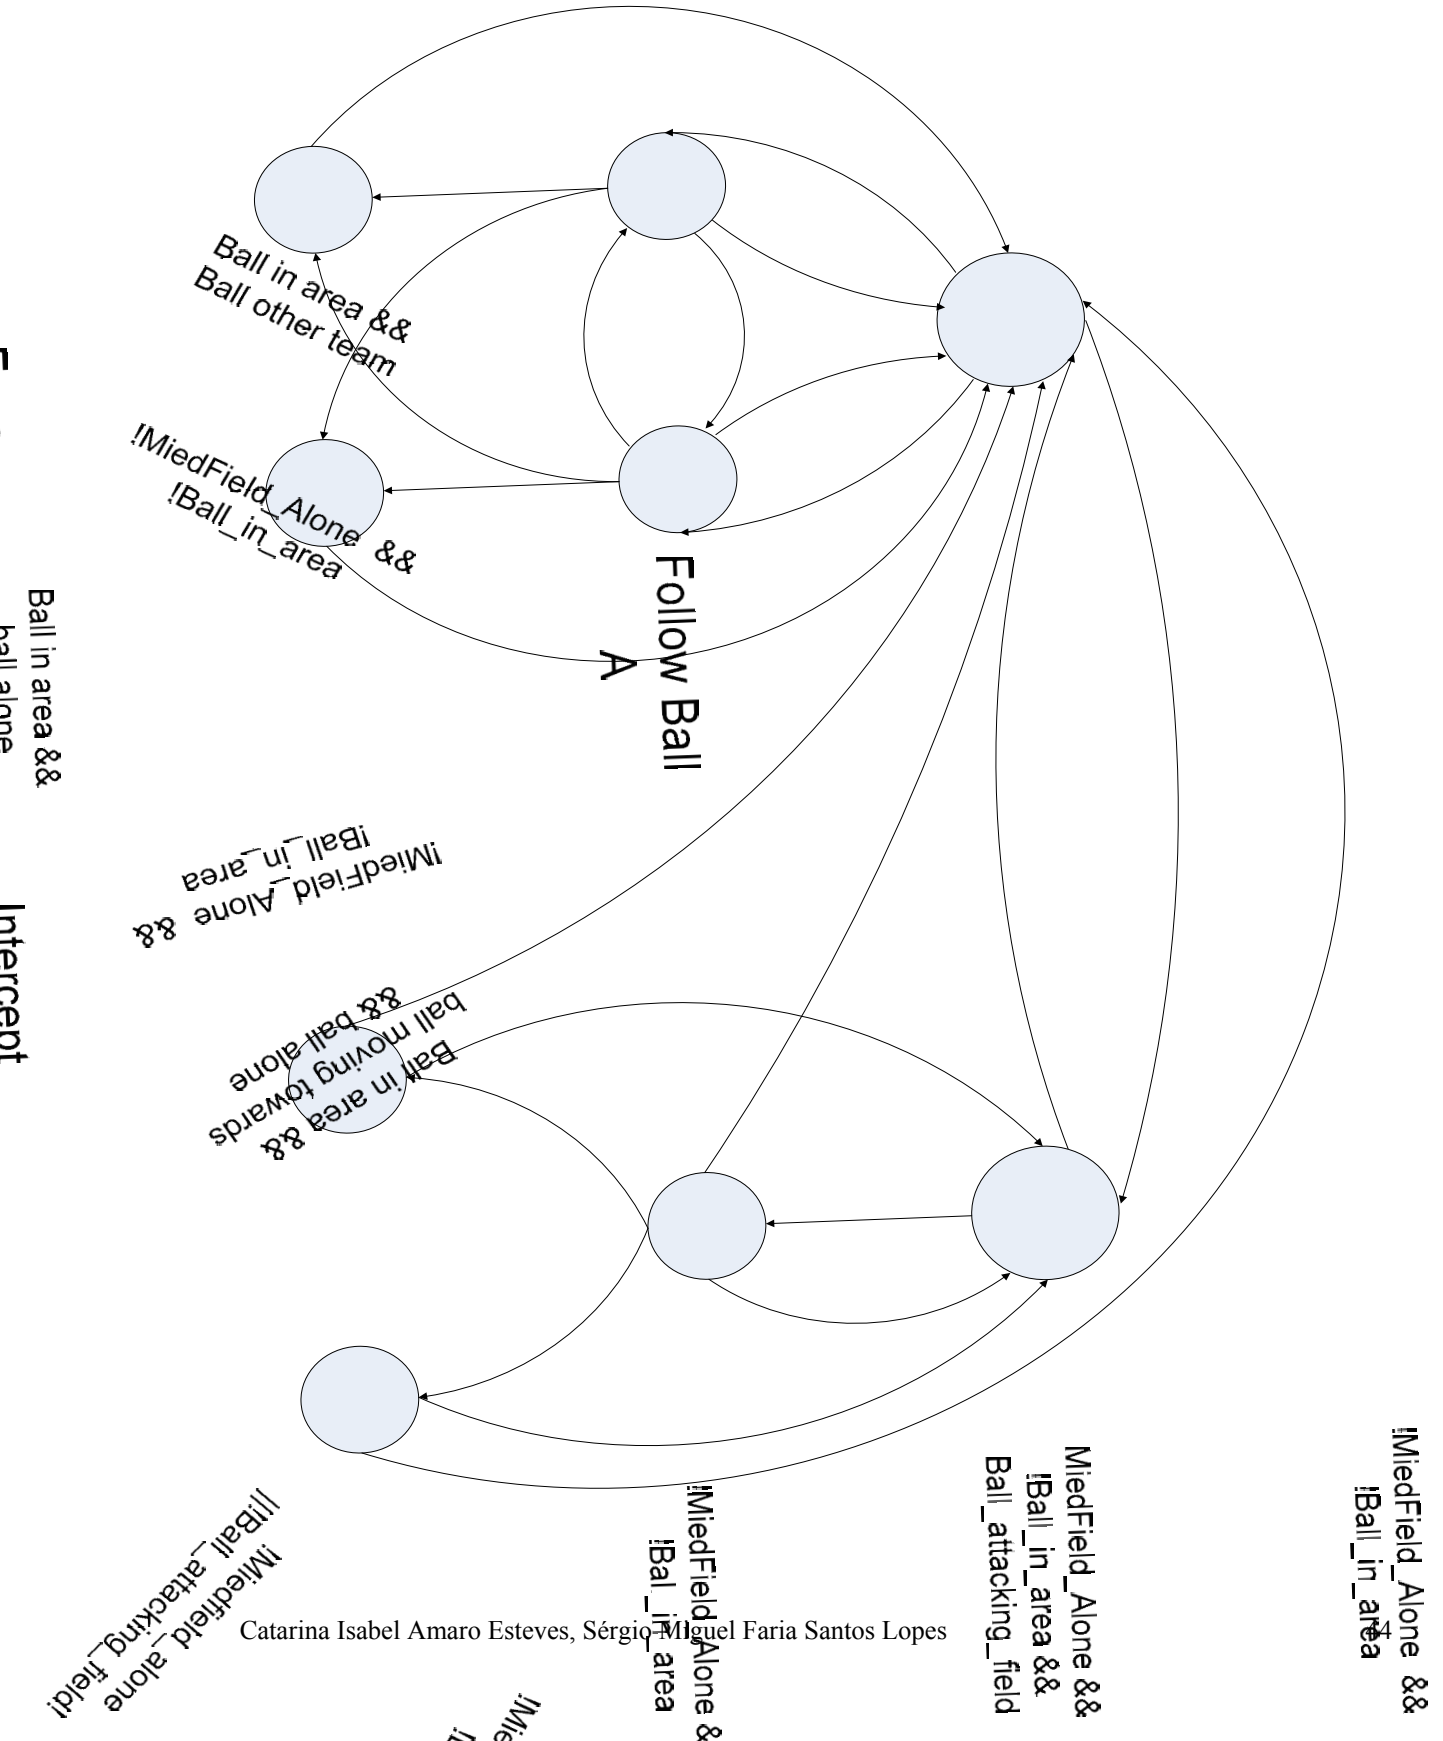 Ball in area &&
Ball other team
!MiedField_Alone &&
!Ball_in_area
Follow Ball
A
Ball in area &&
ball alone
!MiedField_Alone &&
!Ball_in_area
Intercept
Ball in area &&
ball moving towards
&& ball alone
!Miedfield_alone
||!Ball_attacking_field!
!MiedField_Alone &
!Bal_in_area
MiedField_Alone &&
!Ball_in_area &&
Ball_attacking_field
!MiedField_Alone &&
!Ball_in_area
Catarina Isabel Amaro Esteves, Sérgio Miguel Faria Santos Lopes